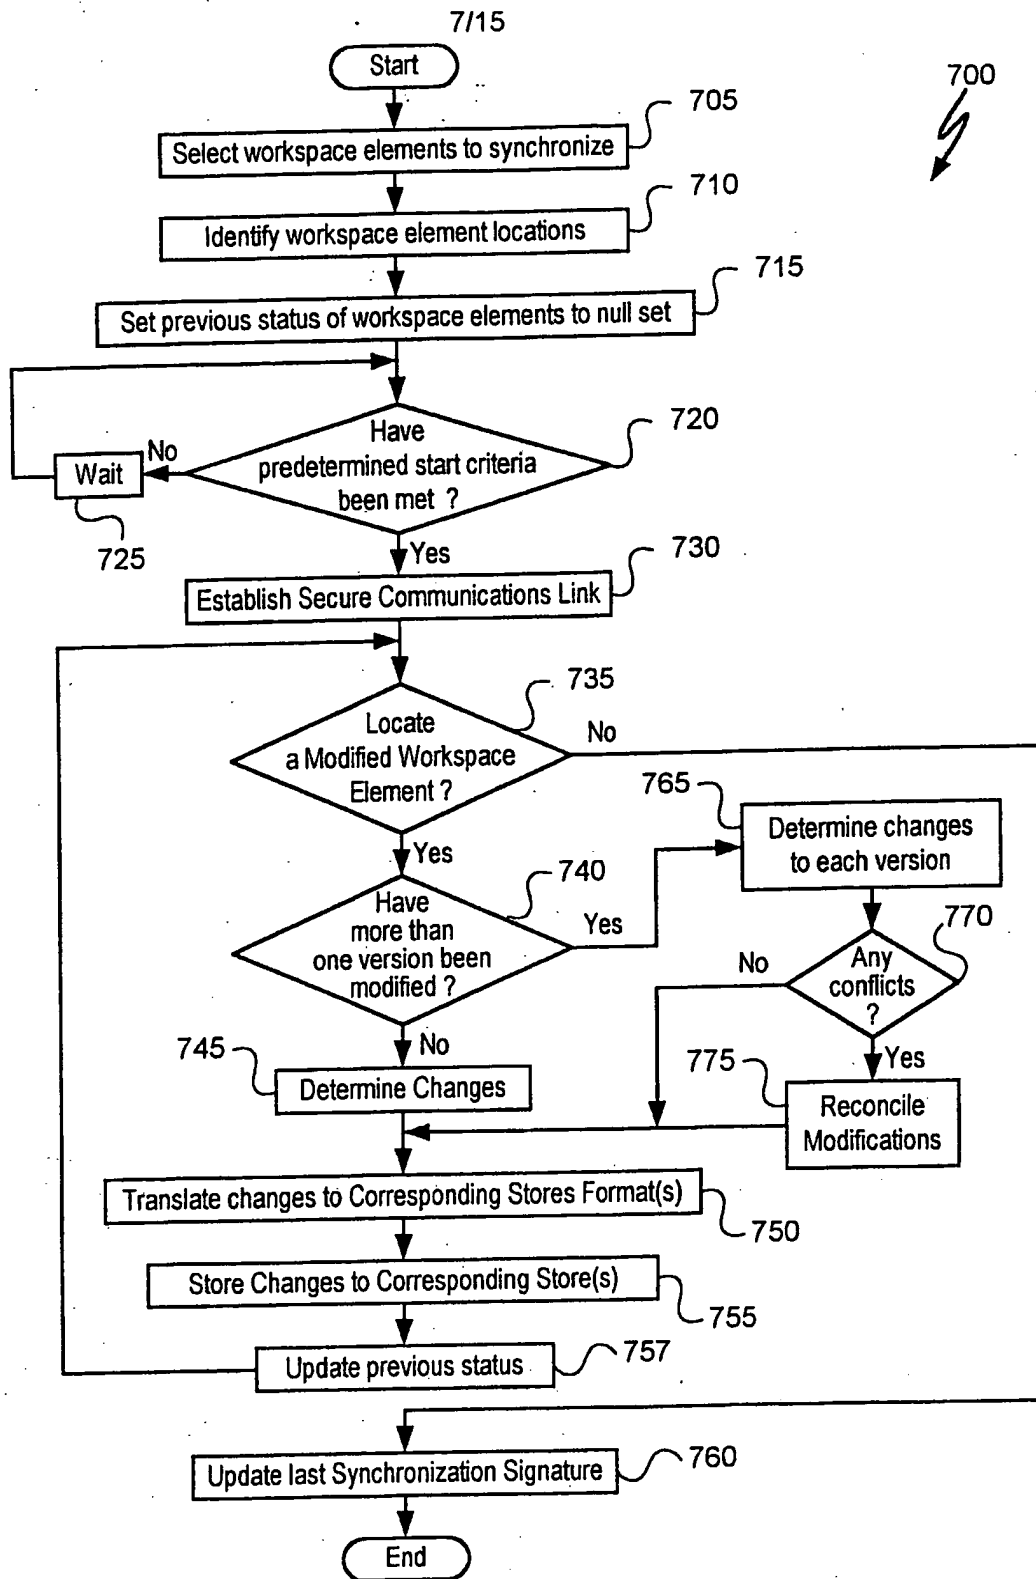 7/15
Start
700
705
Select workspace elements to synchronize
710
Identify workspace element locations
715
Set previous status of workspace elements to null set
720
Have
predetermined start criteria
been met ?
No
Wait
725
Yes
730
Establish Secure Communications Link
735
Locate
a Modified Workspace
Element ?
No
Yes
765
Determine changes
to each version
740
Have
more than
one version been
modified ?
Yes
770
Any
conflicts
?
No
Yes
745
No
Determine Changes
775
Reconcile
Modifications
Translate changes to Corresponding Stores Format(s)
750
Store Changes to Corresponding Store(s)
755
Update previous status
757
Update last Synchronization Signature
760
End